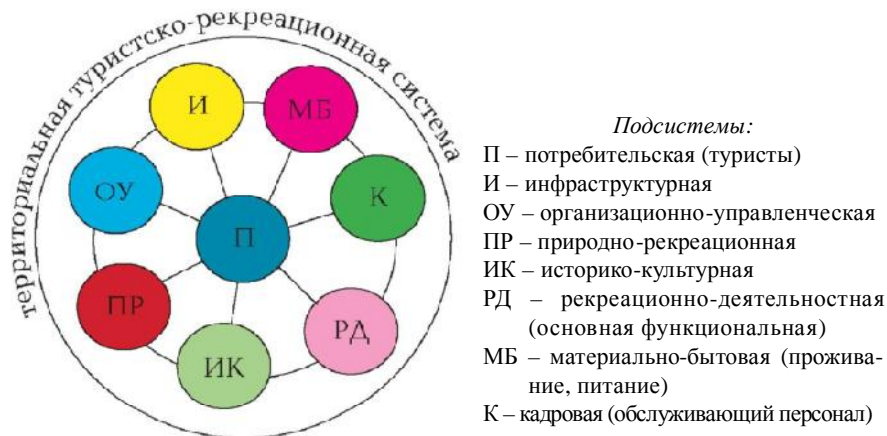 территориальная туристско-рекреационная система
И
МБ
ОУ
К
П
ПР
РД
ИК
Подсистемы:
П – потребительская (туристы)
И – инфраструктурная
ОУ – организационно-управленческая
ПР – природно-рекреационная
ИК – историко-культурная
РД – рекреационно-деятельностная
(основная функциональная)
МБ – материально-бытовая (прожива-
ние, питание)
К – кадровая (обслуживающий персонал)